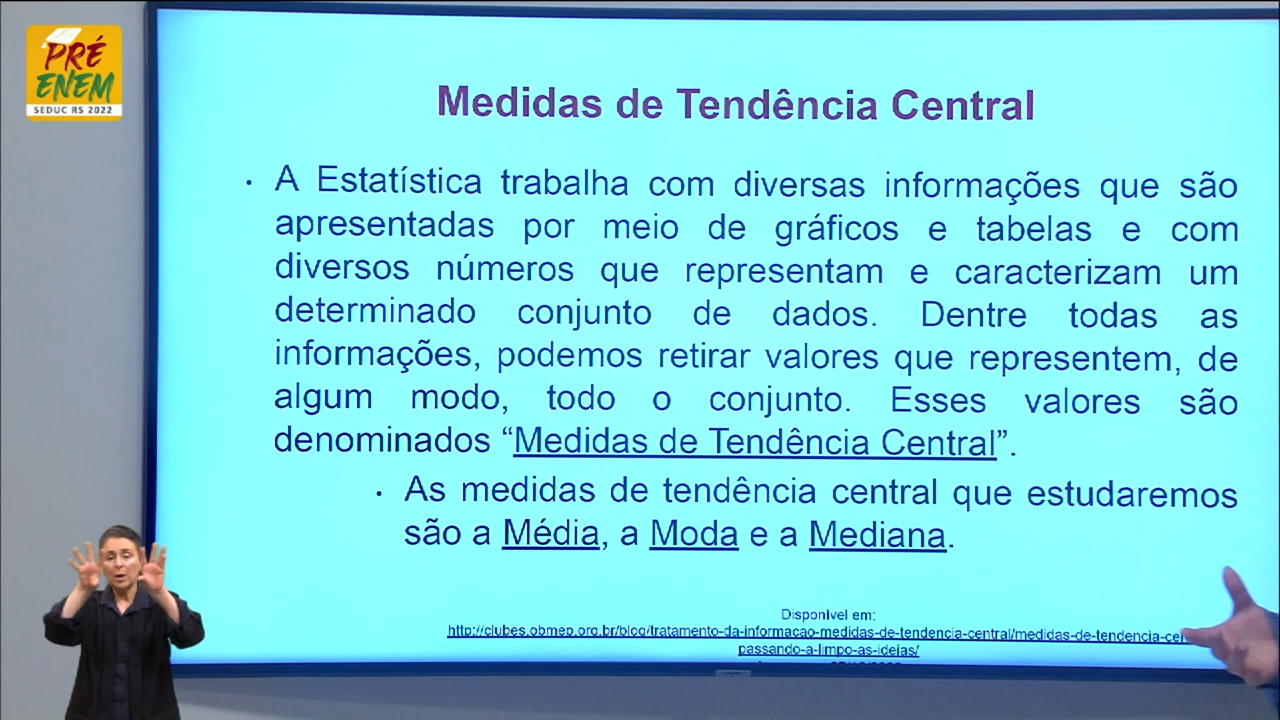 PRÉ
ENEM
SEDUC RS 2022
Medidas de Tendência Central
· A Estatística trabalha com diversas informações que são
apresentadas por meio de gráficos e tabelas e com
diversos números que representam e caracterizam um
determinado conjunto de dados. Dentre todas as
informações, podemos retirar valores que representem, de
algum modo, todo o conjunto. Esses valores são
denominados “Medidas de Tendência Central”.
· As medidas de tendência central que estudaremos
são a Média, a Moda e a Mediana.
Disponível em:
http://clubes.obmep.org.br/blog/tratamento-da-informacao-medidas-de-tendencia-central/medidas-de-tendencia-ce
passando-a-limpo-as-ideias/